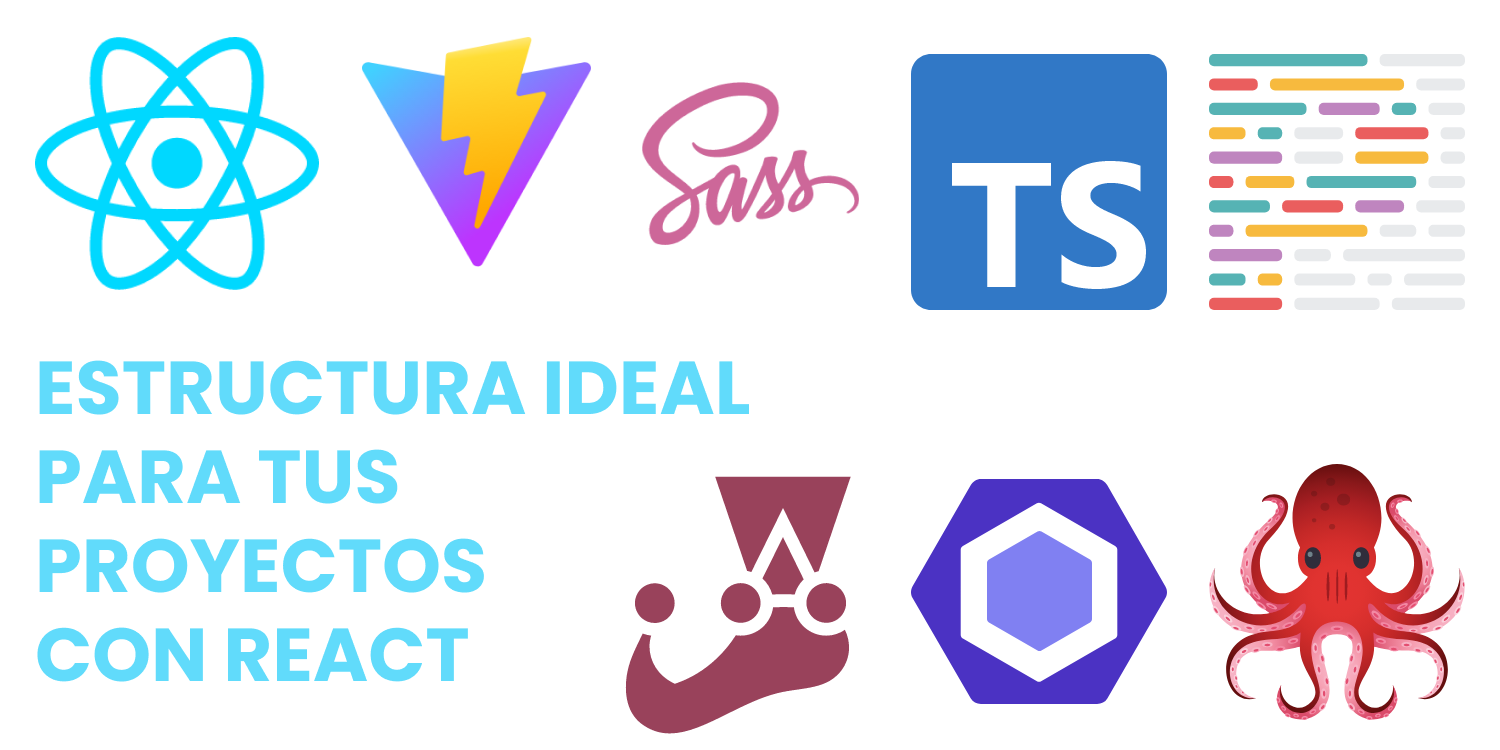 Sass
TS
ESTRUCTURA IDEAL
PARA TUS
PROYECTOS
CON REACT